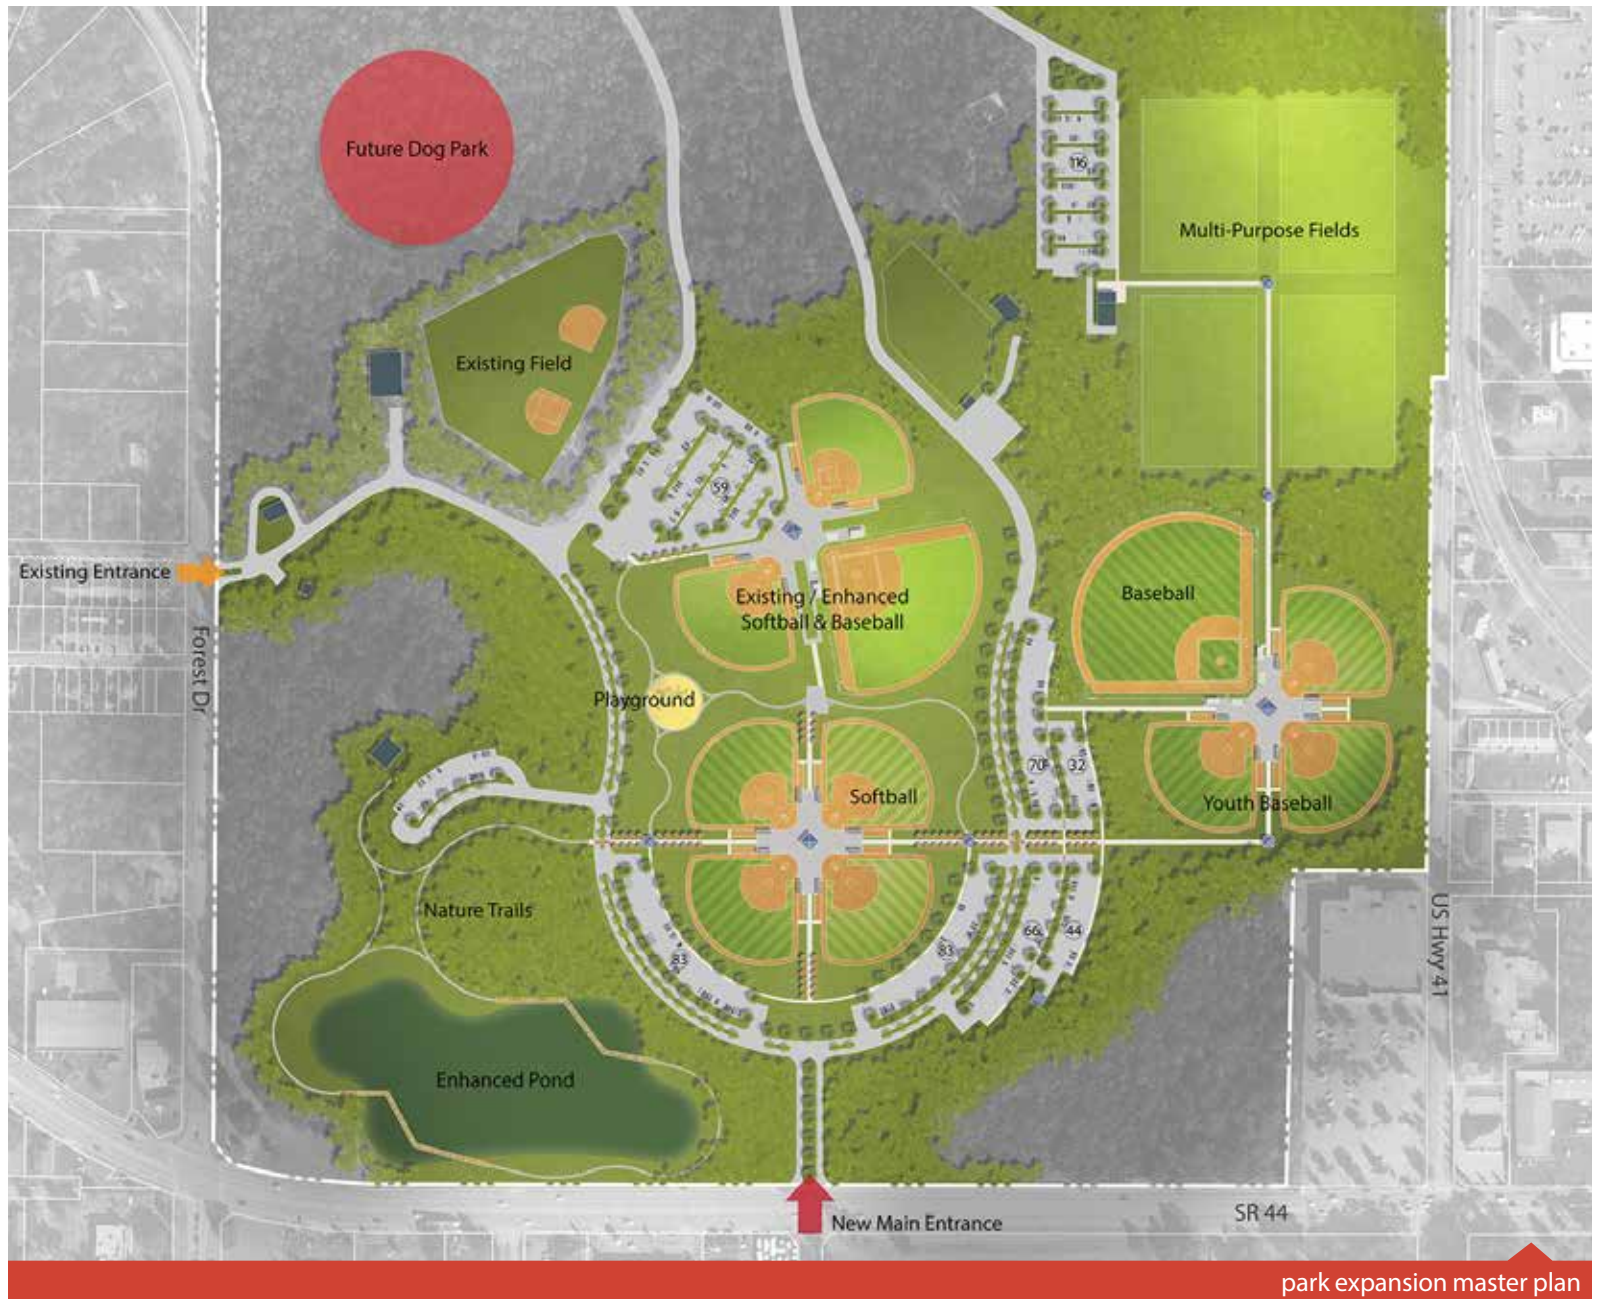 Future Dog Park
116
Multi-Purpose Fields
Existing Field
59
Existing Entrance
Existing / Enhanced
Softball & Baseball
Baseball
Forest Dr
Playground
70
32
Softball
Youth Baseball
Nature Trails
83
83
66
44
US Hwy 41
Enhanced Pond
New Main Entrance
SR 44
park expansion master plan